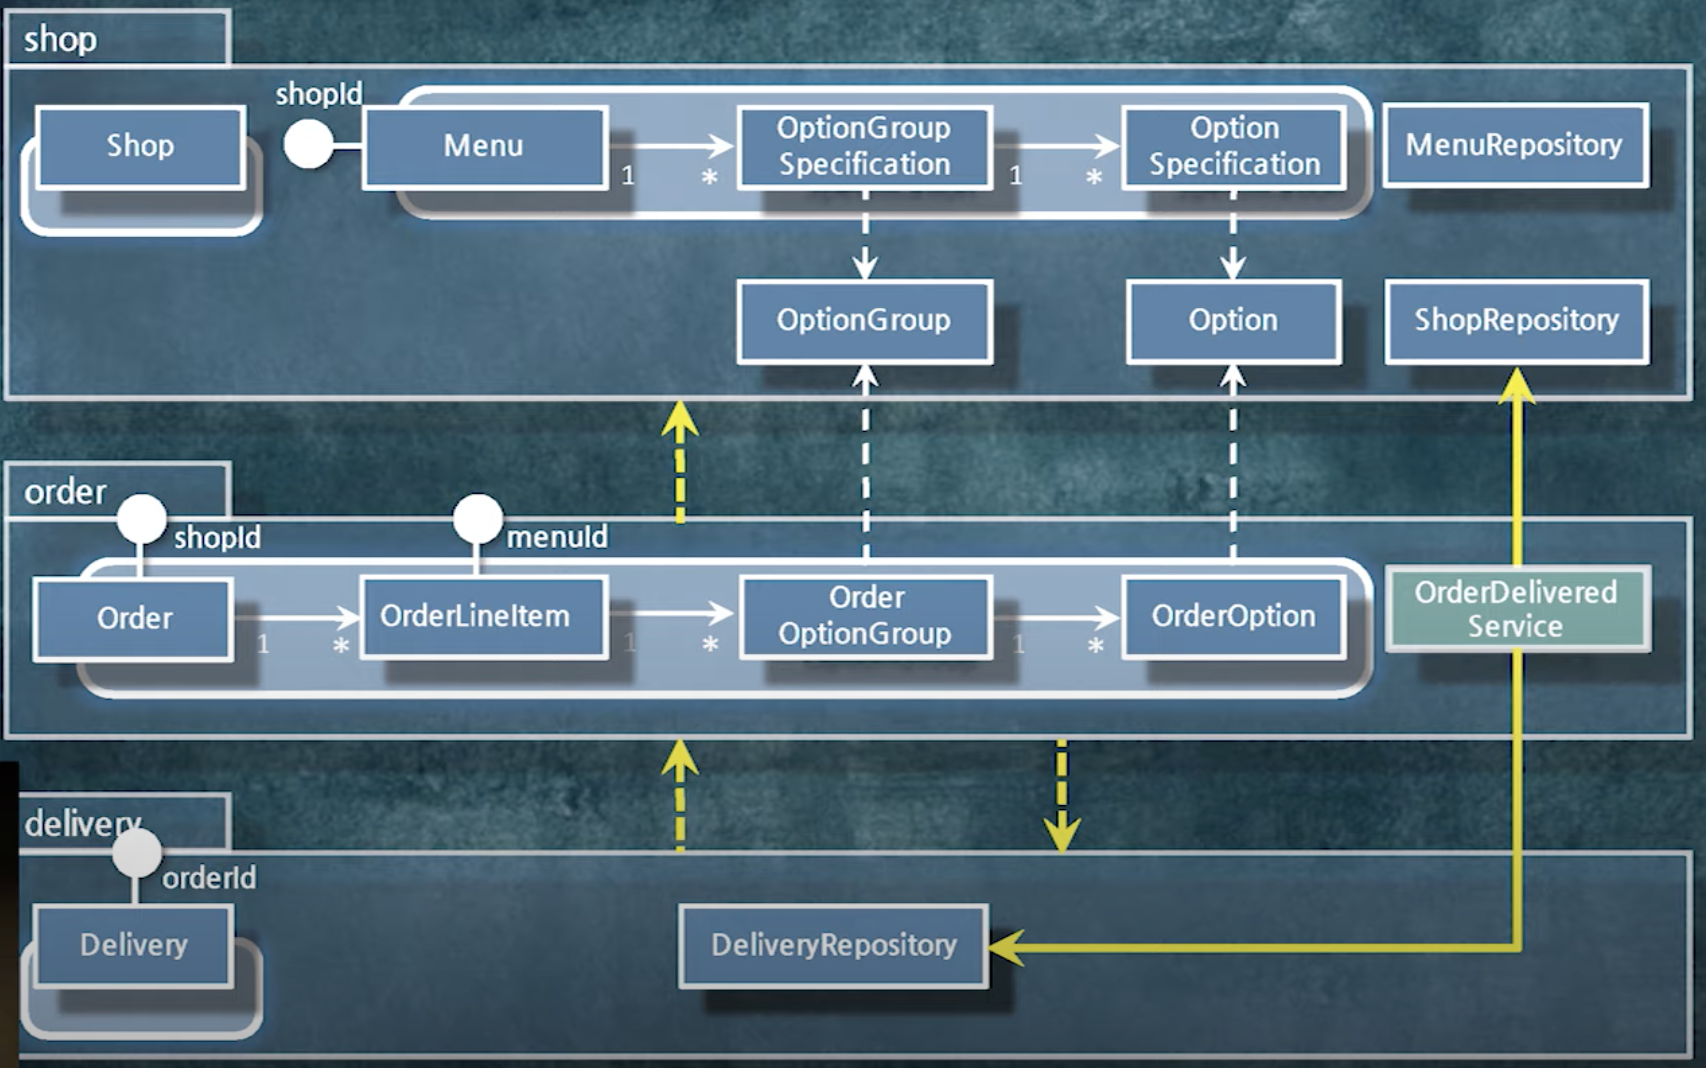 shop
shopId
Shop
Menu
OptionGroup
Specification
Option
Specification
MenuRepository
1
*
1
*
OptionGroup
Option
ShopRepository
order
shopId
menuId
Order
OrderLineItem
Order
OptionGroup
OrderOption
OrderDelivered
Service
1
*
1
*
1
*
delivery
orderId
Delivery
DeliveryRepository